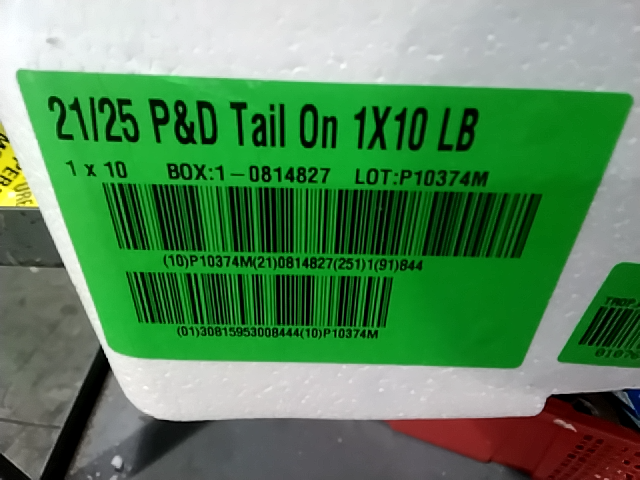 21/25 P&D Tail On 1X10 LB
1 x 10 BOX:1-0814827 LOT:P10374M
(10)P10374M(21)0814827(251)1(91)844
(01)30815953008444(10)P10374M